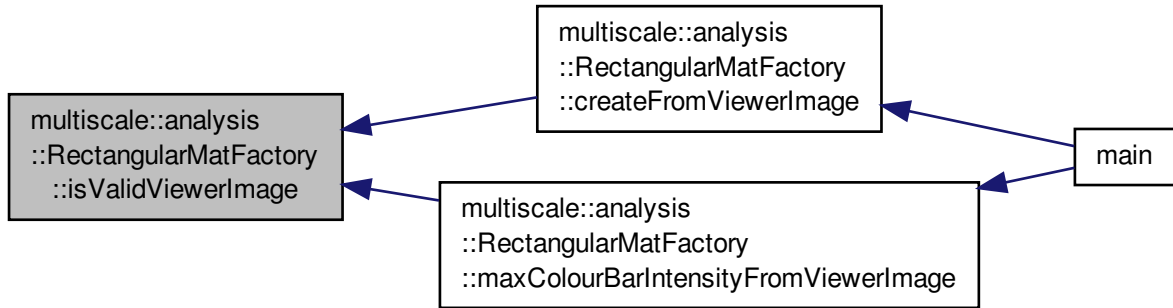 multiscale::analysis
::RectangularMatFactory
::isValidViewerImage
multiscale::analysis
::RectangularMatFactory
::createFromViewerImage
multiscale::analysis
::RectangularMatFactory
::maxColourBarIntensityFromViewerImage
main